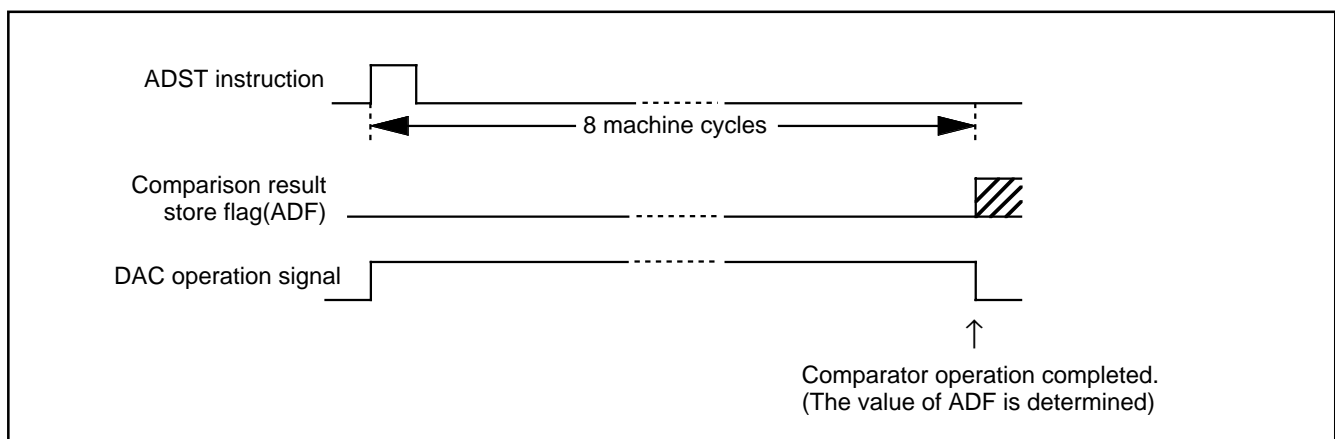 ADST instruction
8 machine cycles
Comparison result
store flag(ADF)
DAC operation signal
↑
Comparator operation completed.
(The value of ADF is determined)